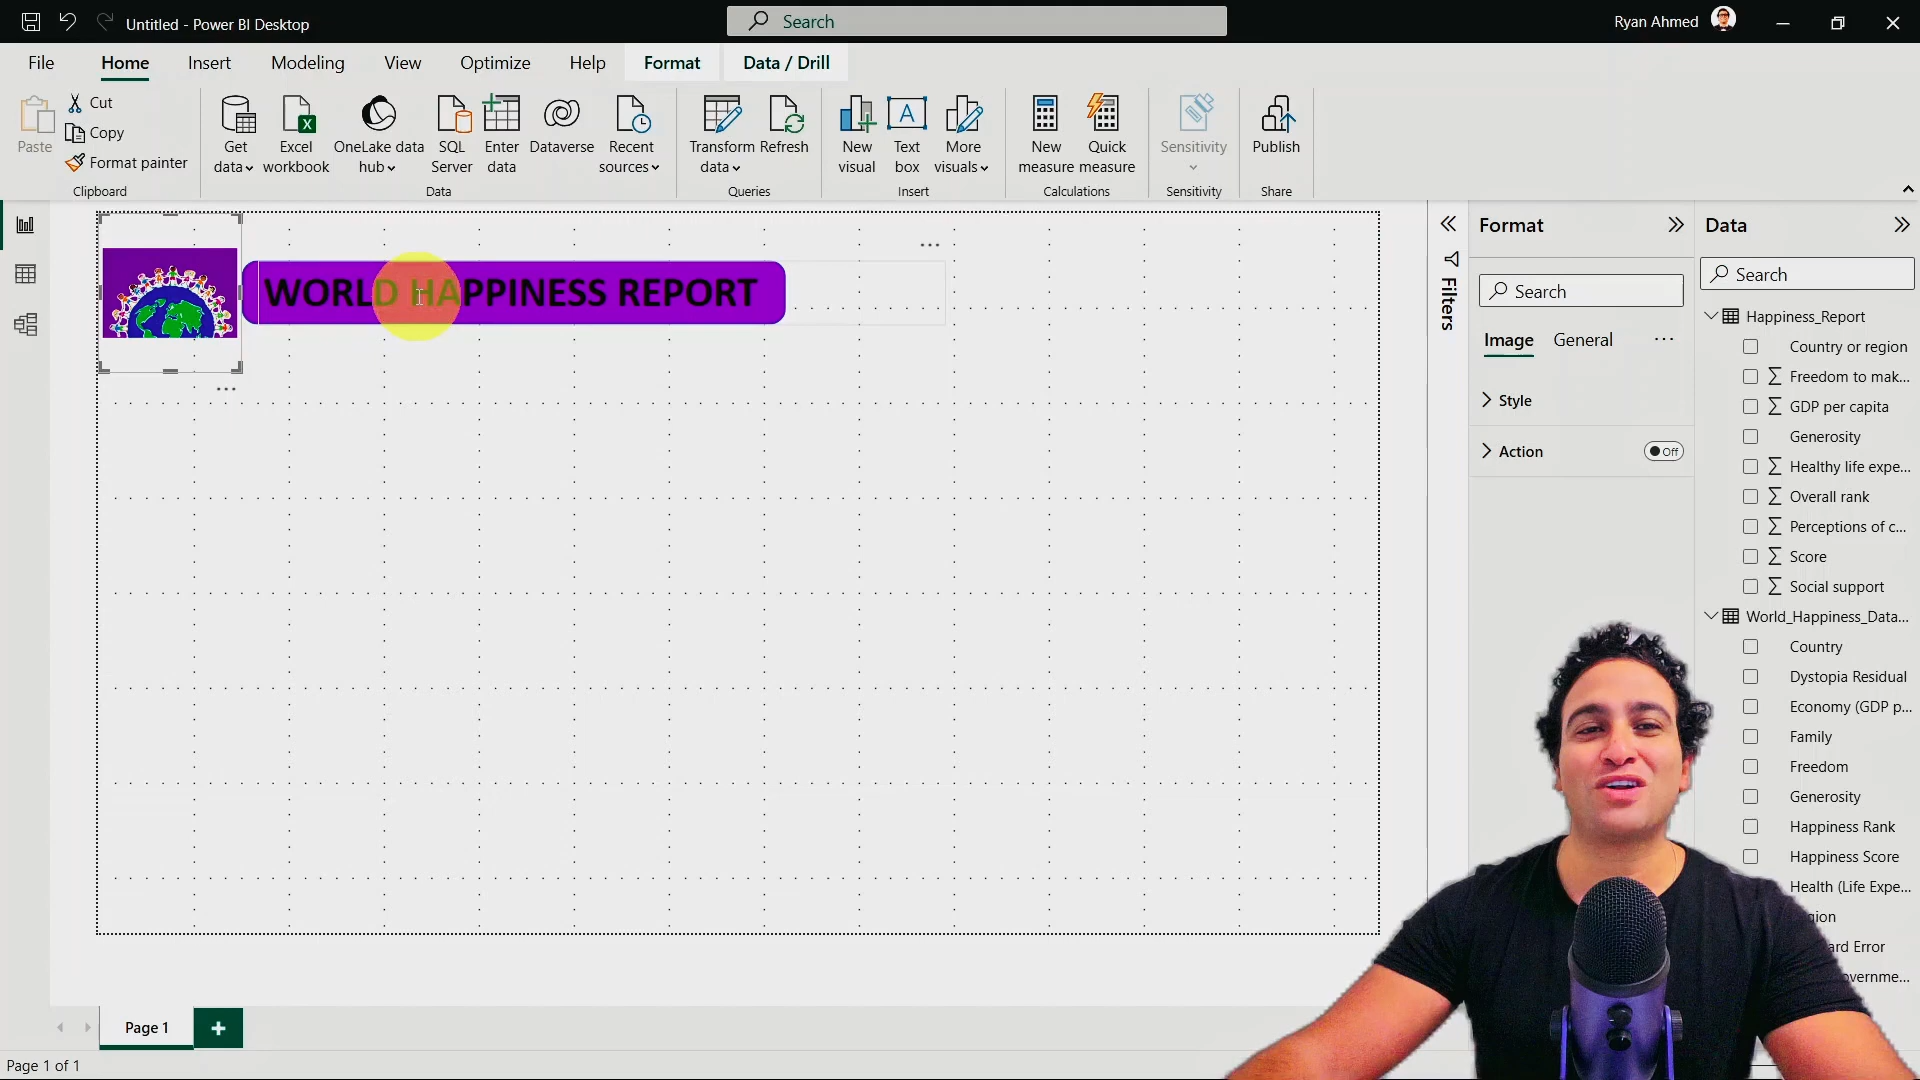 Untitled - Power BI Desktop
Search
Ryan Ahmed
File Home Insert Modeling View Optimize Help Format Data / Drill
Paste
Cut
Copy
Format painter
Clipboard
Get data
Excel workbook
OneLake data hub
SQL Server
Enter data
Dataverse
Recent sources
Data
Transform data
Refresh
Queries
New visual
Text box
More visuals
Insert
New measure
Quick measure
Calculations
Sensitivity
Sensitivity
Publish
Share
WORLD HAPPINESS REPORT
Filters
Format
Search
Image General
Style
Action Off
Data
Search
Happiness_Report
Country or region
Freedom to mak...
GDP per capita
Generosity
Healthy life expe...
Overall rank
Perceptions of c...
Score
Social support
World_Happiness_Data...
Country
Dystopia Residual
Economy (GDP p...
Family
Freedom
Generosity
Happiness Rank
Happiness Score
Health (Life Expe...
Error
Page 1
Page 1 of 1